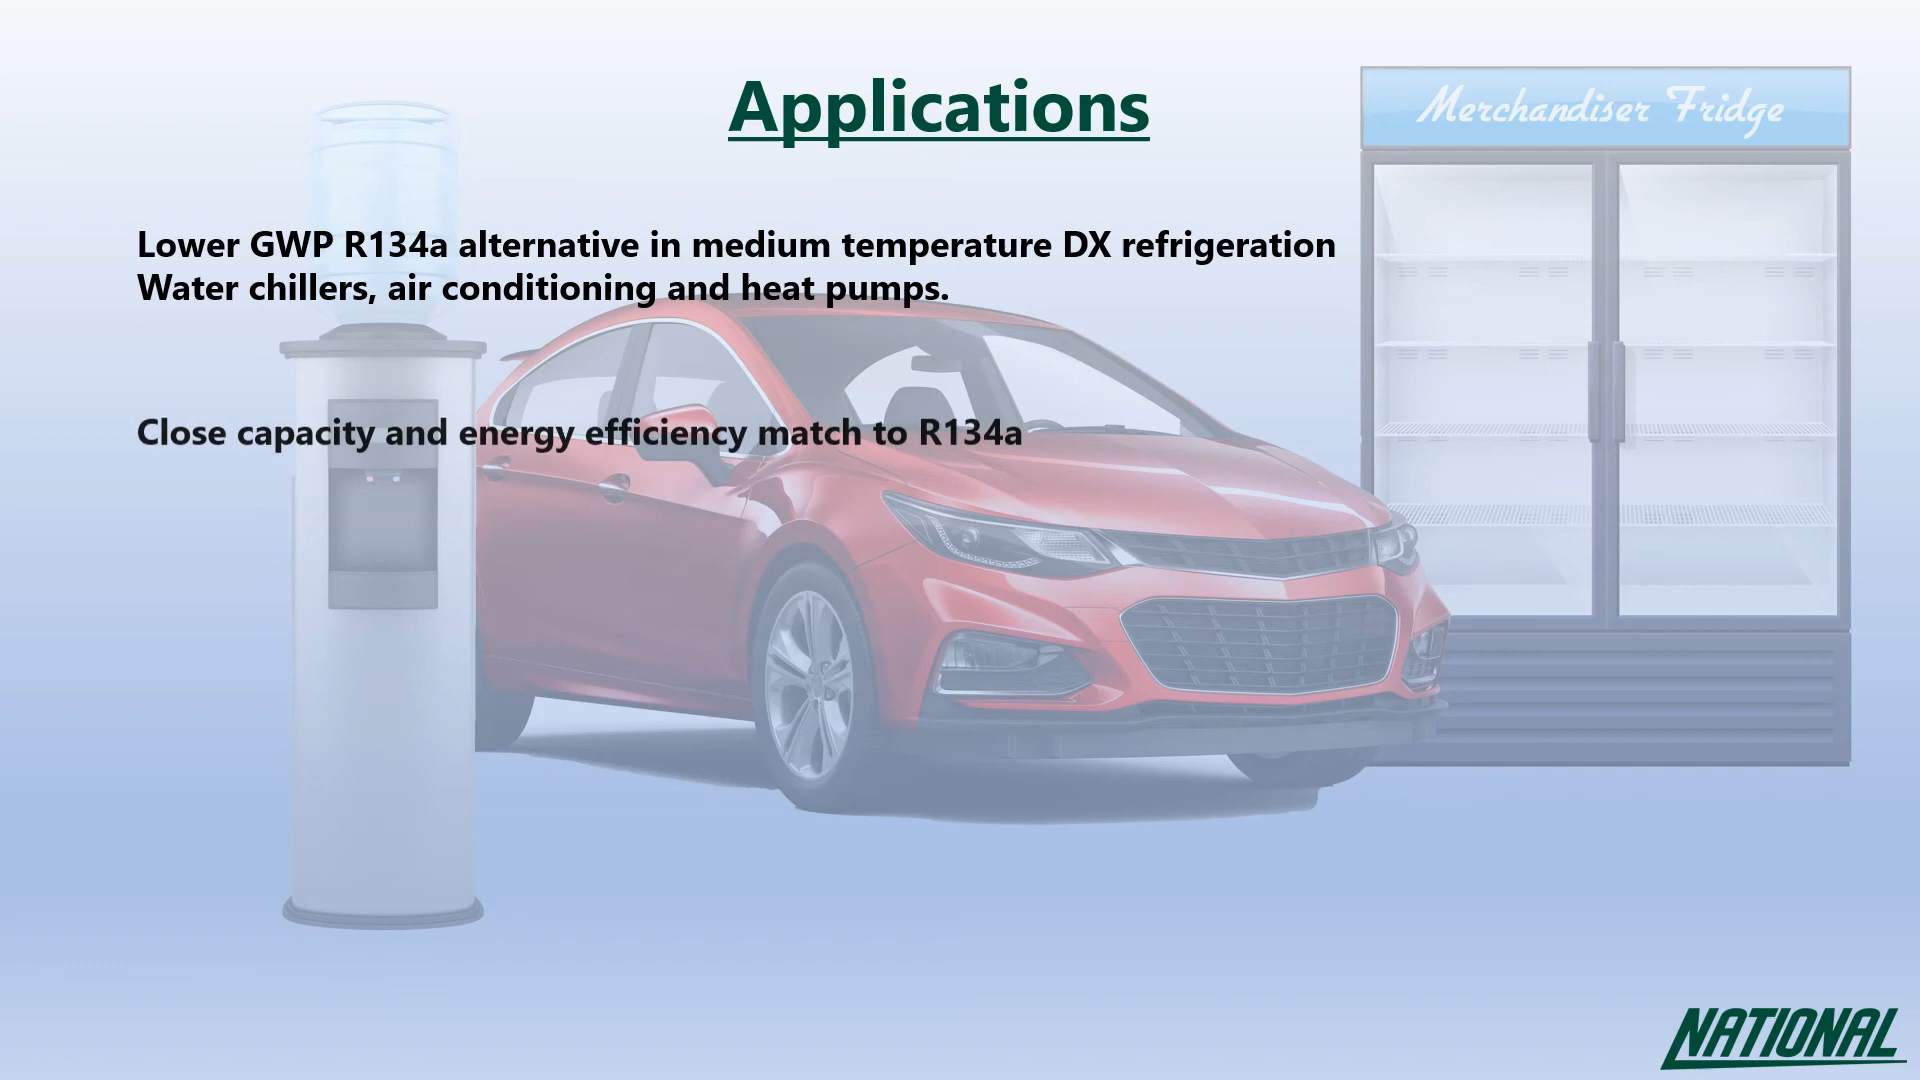 Applications
Merchandiser Fridge
Lower GWP R134a alternative in medium temperature DX refrigeration
Water chillers, air conditioning and heat pumps.
Close capacity and energy efficiency match to R134a
NATIONAL